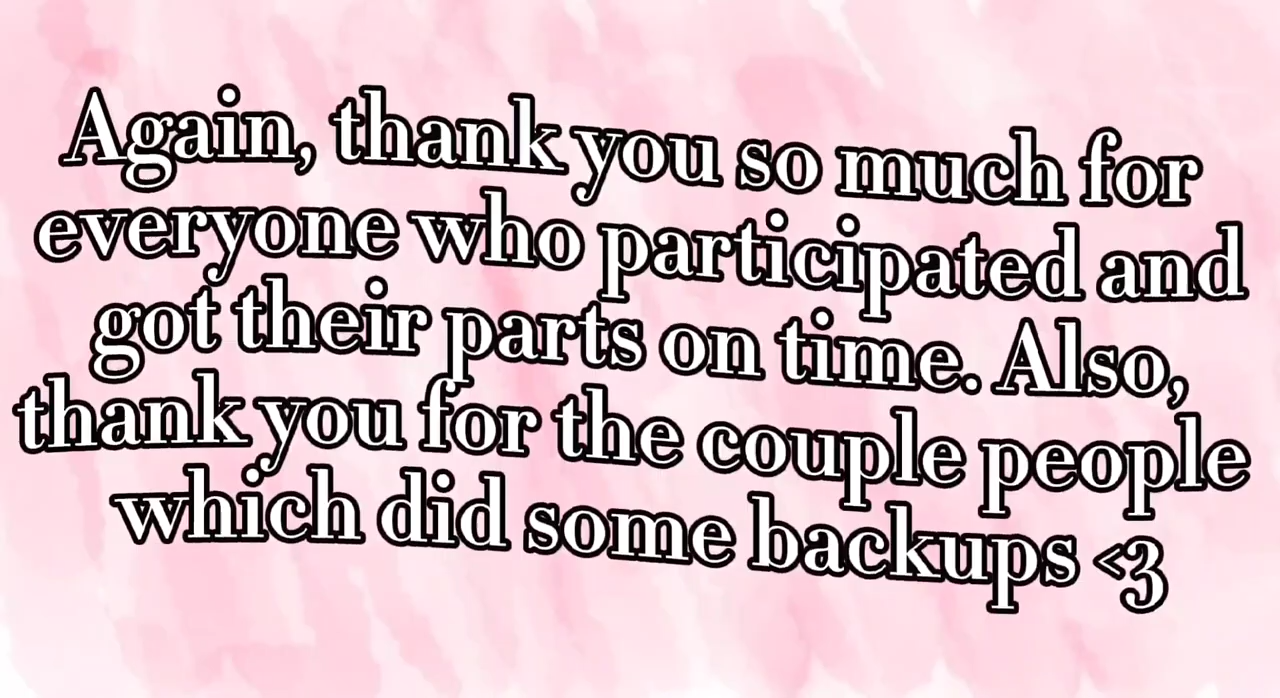 Again, thank you so much for
everyone who participated and
got their parts on time. Also,
thank you for the couple people
which did some backups <3